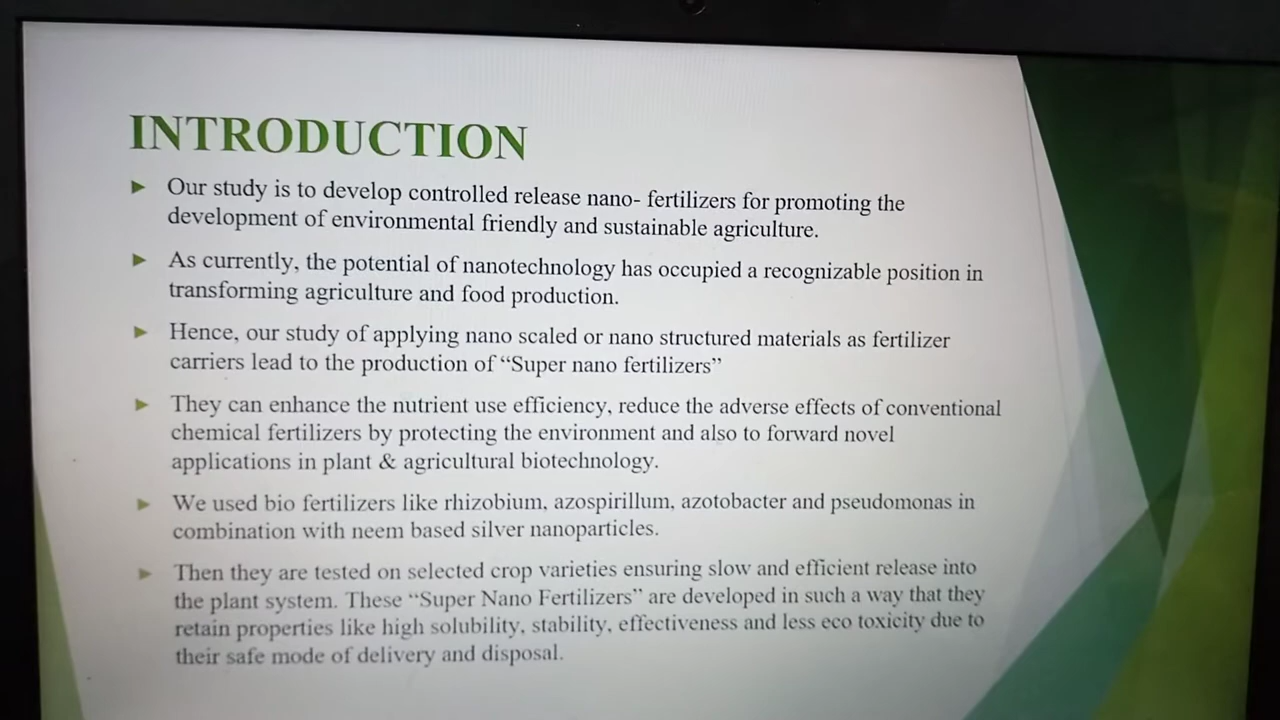 INTRODUCTION
Our study is to develop controlled release nano- fertilizers for promoting the
development of environmental friendly and sustainable agriculture.
As currently, the potential of nanotechnology has occupied a recognizable position in
transforming agriculture and food production.
Hence, our study of applying nano scaled or nano structured materials as fertilizer
carriers lead to the production of “Super nano fertilizers”
They can enhance the nutrient use efficiency, reduce the adverse effects of conventional
chemical fertilizers by protecting the environment and also to forward novel
applications in plant & agricultural biotechnology.
We used bio fertilizers like rhizobium, azospirillum, azotobacter and pseudomonas in
combination with neem based silver nanoparticles.
Then they are tested on selected crop varieties ensuring slow and efficient release into
the plant system. These “Super Nano Fertilizers” are developed in such a way that they
retain properties like high solubility, stability, effectiveness and less eco toxicity due to
their safe mode of delivery and disposal.